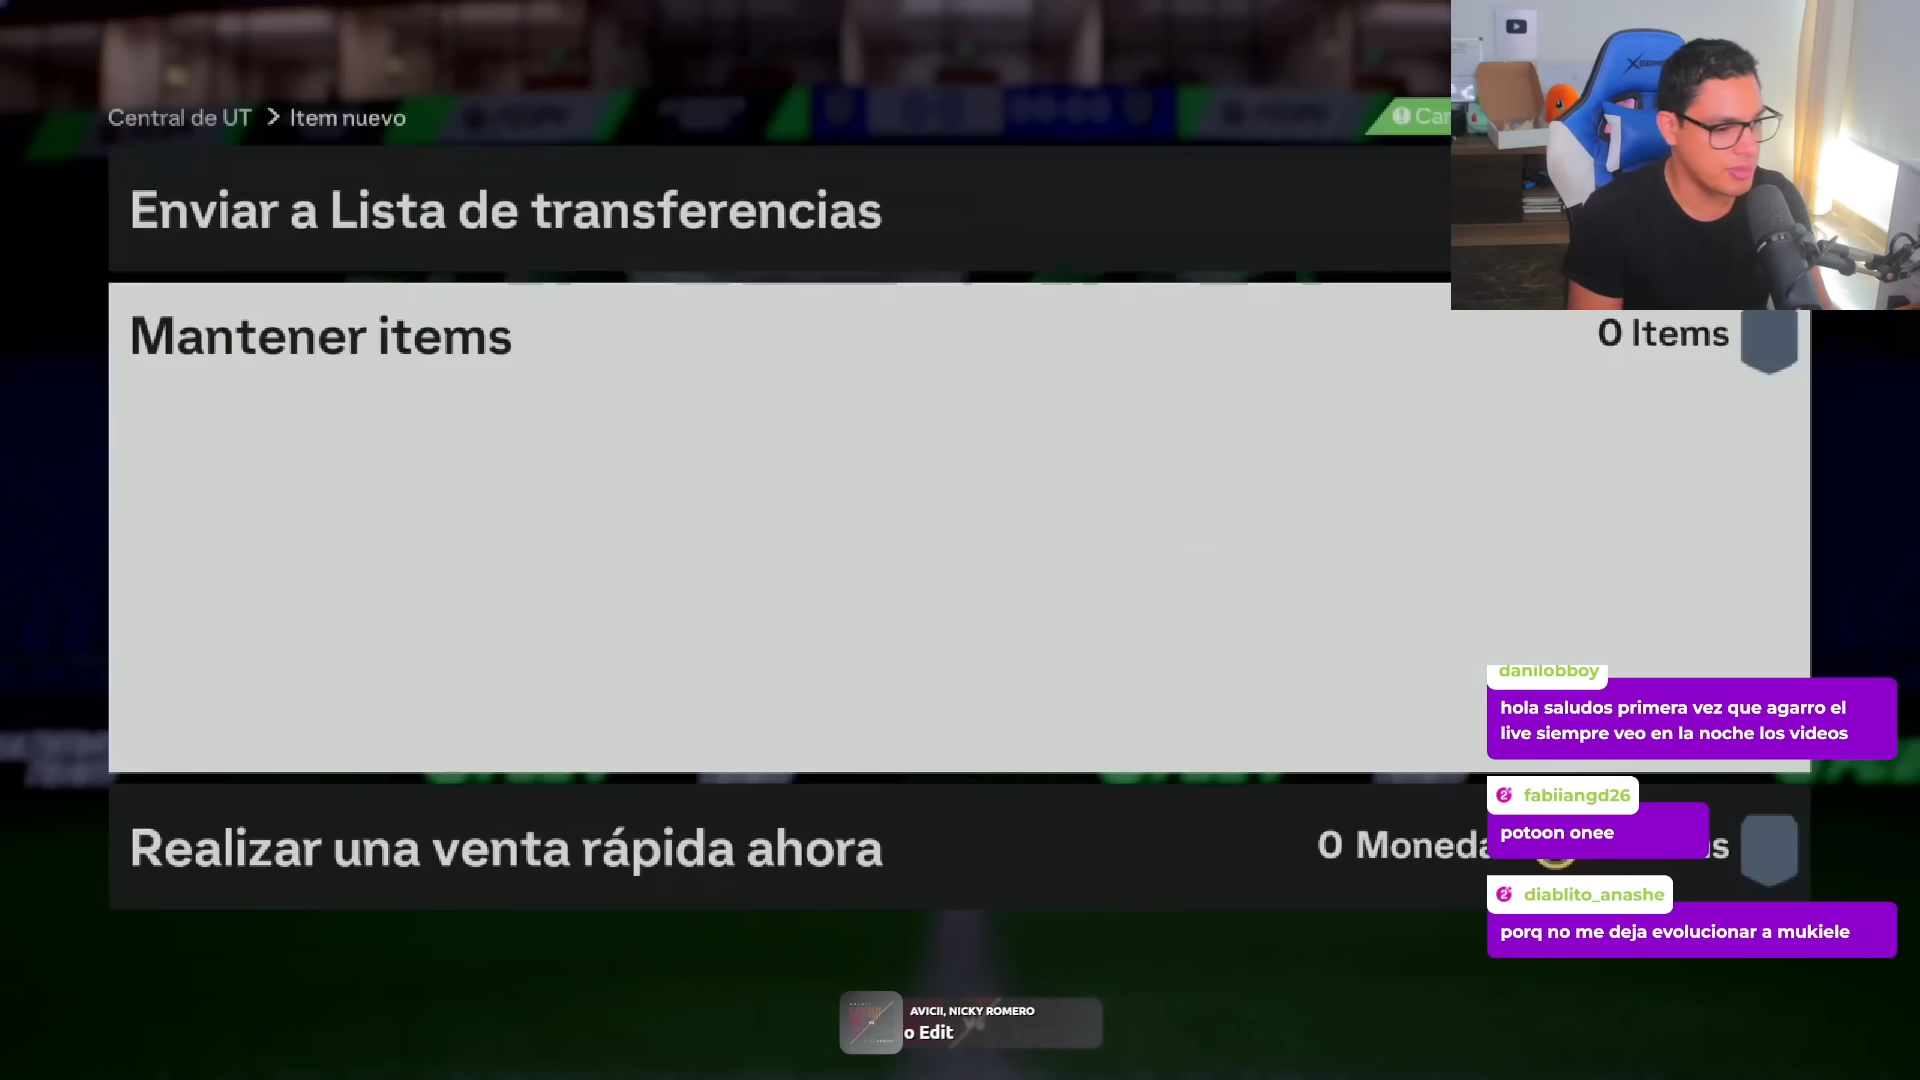 Central de UT > Item nuevo
Enviar a Lista de transferencias
Mantener items
0 Items
Realizar una venta rápida ahora
0 Moneda
danilobboy
hola saludos primera vez que agarro el
live siempre veo en la noche los videos
fabiiangd26
potoon onee
diablito_anashe
porq no me deja evolucionar a mukiele
AVICII, NICKY ROMERO
o Edit